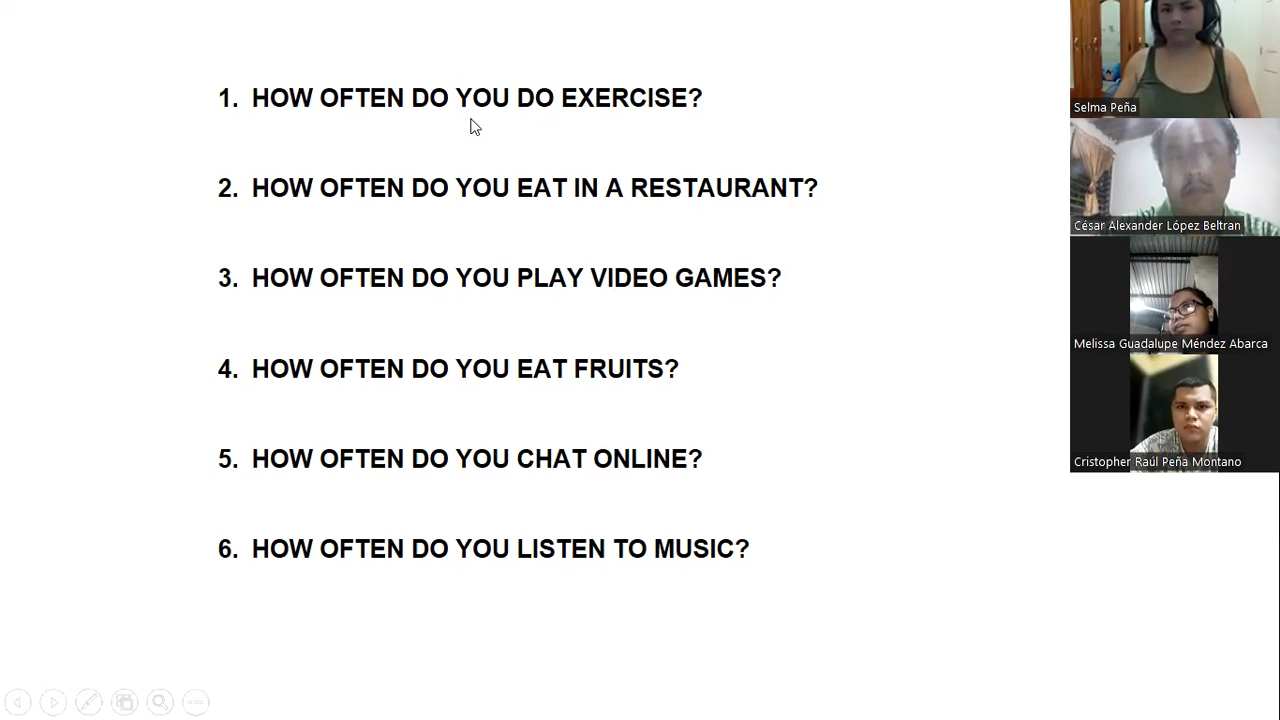 1. HOW OFTEN DO YOU DO EXERCISE?
2. HOW OFTEN DO YOU EAT IN A RESTAURANT?
3. HOW OFTEN DO YOU PLAY VIDEO GAMES?
4. HOW OFTEN DO YOU EAT FRUITS?
5. HOW OFTEN DO YOU CHAT ONLINE?
6. HOW OFTEN DO YOU LISTEN TO MUSIC?
Selma Peña
César Alexander López Beltran
Melissa Guadalupe Méndez Abarca
Cristopher Raúl Peña Montano